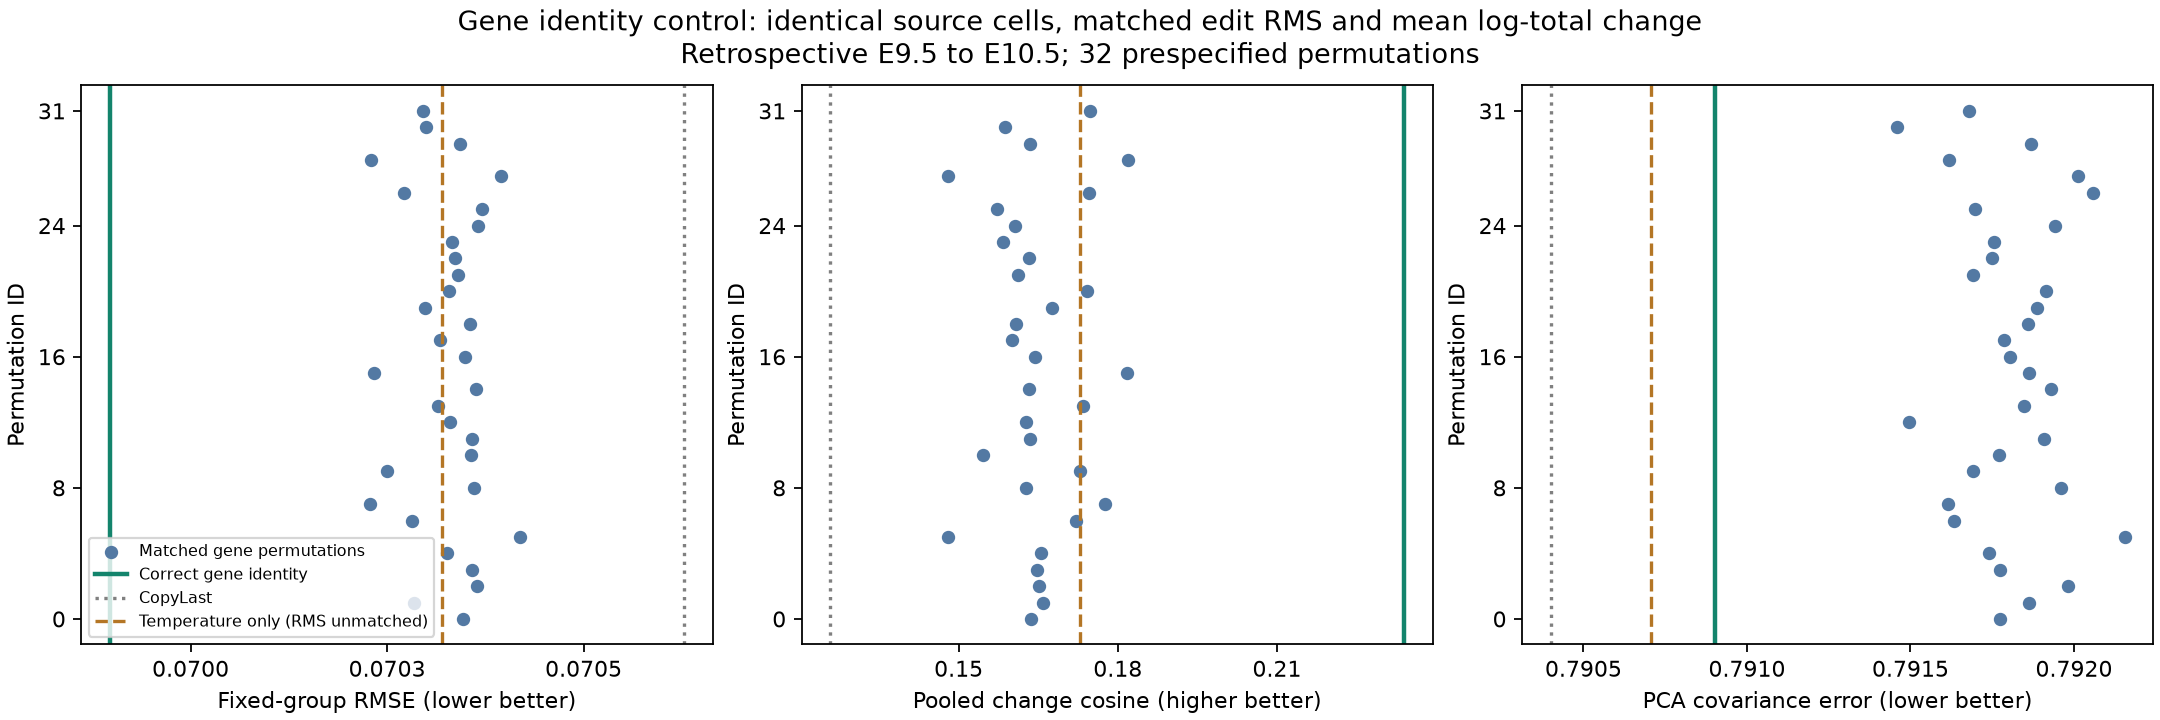 Gene identity control: identical source cells, matched edit RMS and mean log-total change
Retrospective E9.5 to E10.5; 32 prespecified permutations
Permutation ID
31
24
16
8
0
Matched gene permutations
Correct gene identity
CopyLast
Temperature only (RMS unmatched)
0.0700
0.0703
0.0705
Fixed-group RMSE (lower better)
Permutation ID
31
24
16
8
0
0.15
0.18
0.21
Pooled change cosine (higher better)
Permutation ID
31
24
16
8
0
0.7905
0.7910
0.7915
0.7920
PCA covariance error (lower better)